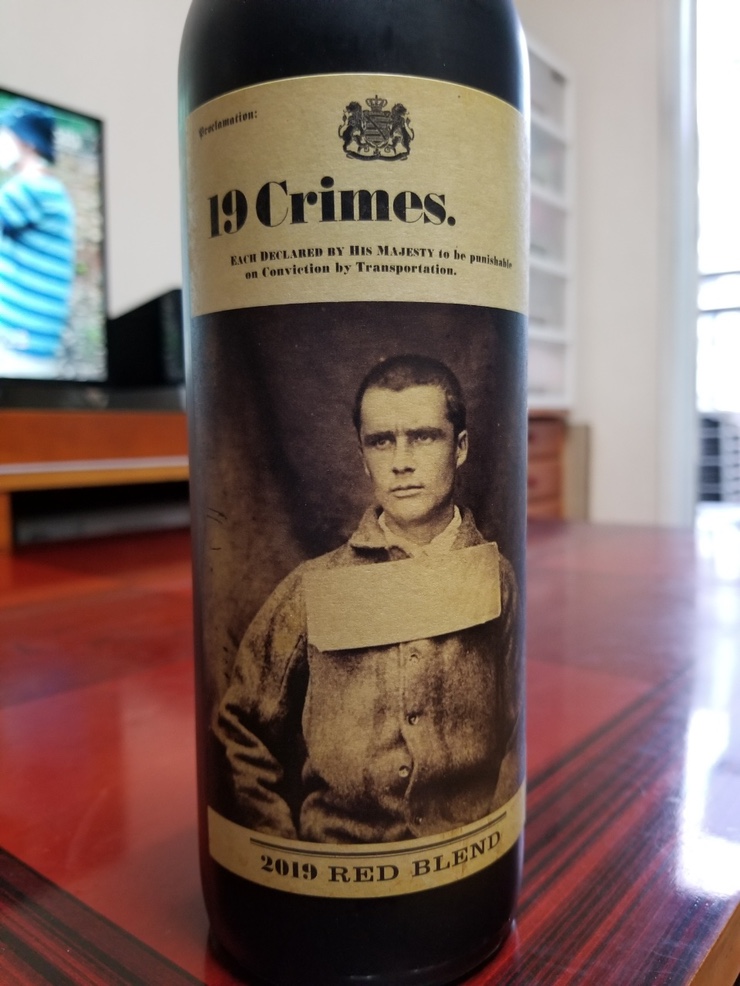 Proclamation:
19 Crimes.
EACH DECLARED BY HIS MAJESTY to be punishable
on Conviction by Transportation.
2019 RED BLEND